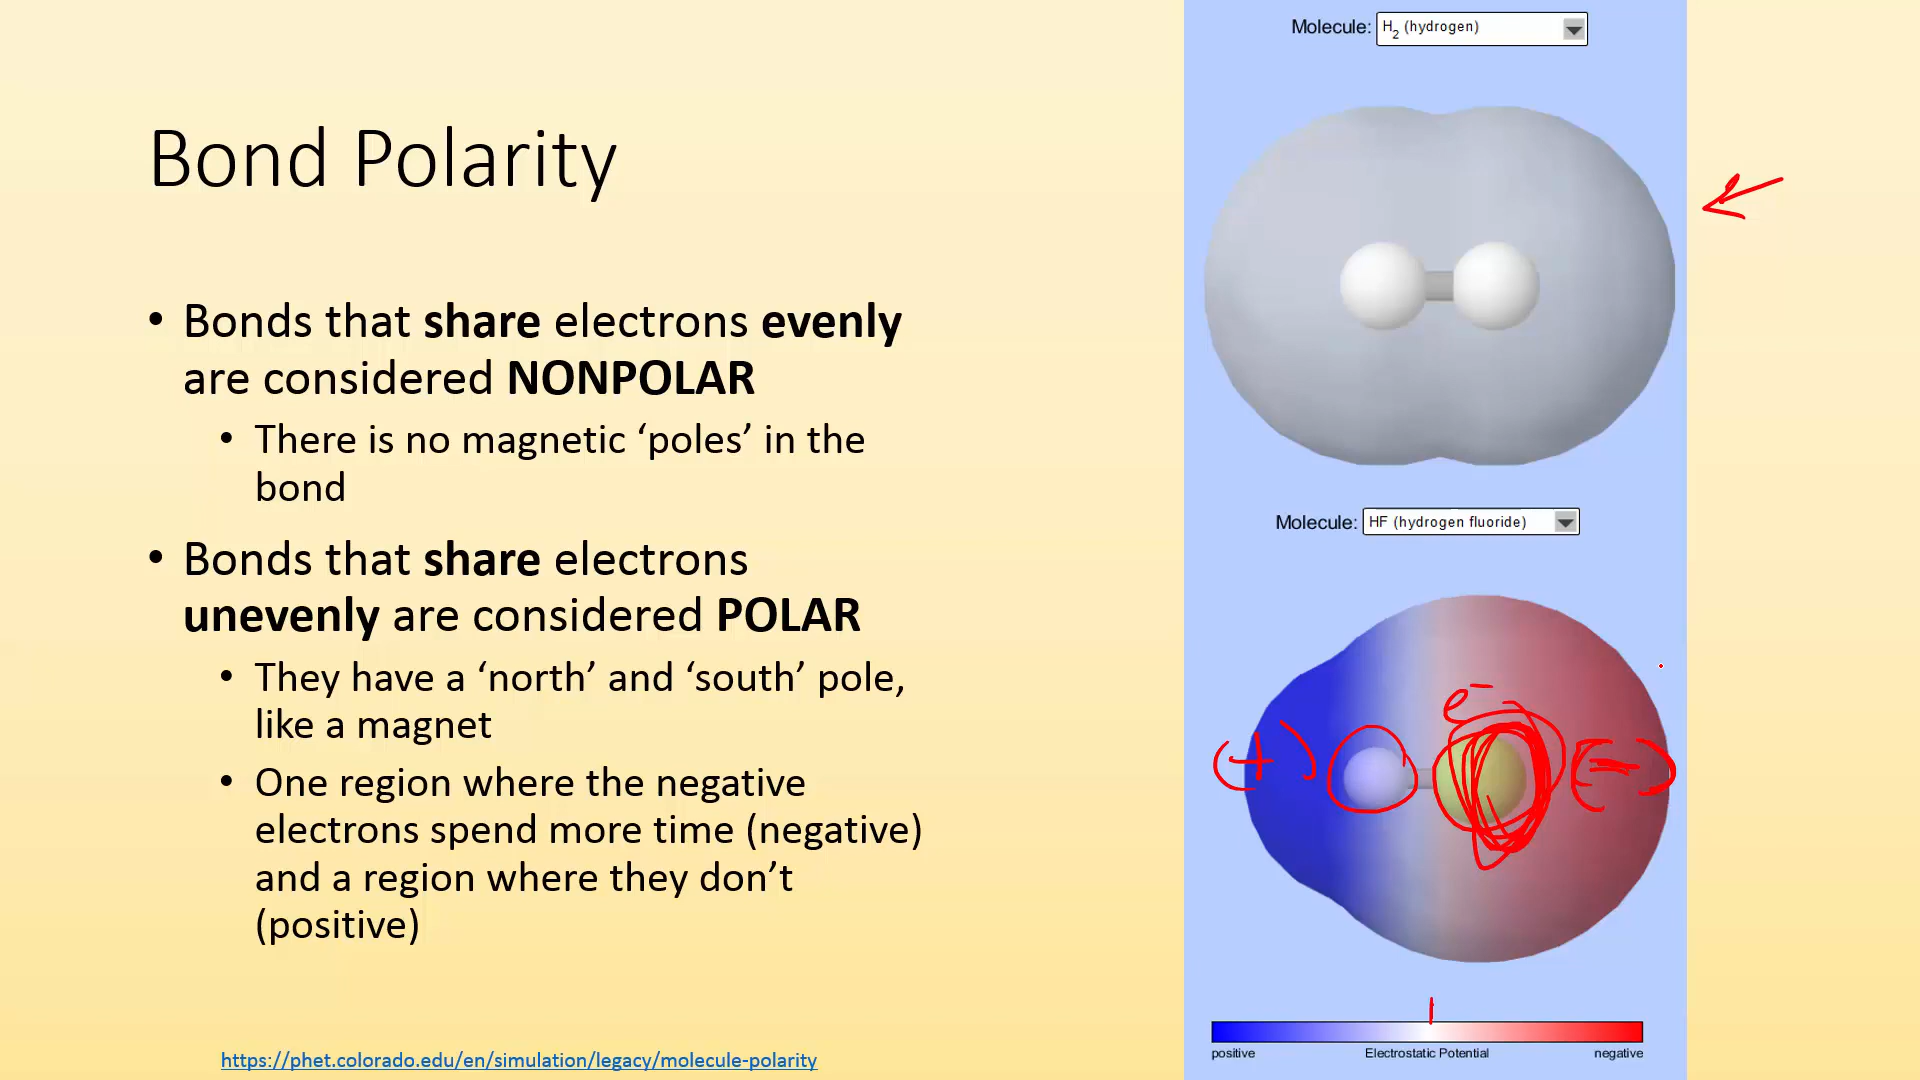 Bond Polarity
• Bonds that share electrons evenly
are considered NONPOLAR
• There is no magnetic ‘poles’ in the
bond
• Bonds that share electrons
unevenly are considered POLAR
• They have a ‘north’ and ‘south’ pole,
like a magnet
• One region where the negative
electrons spend more time (negative)
and a region where they don’t
(positive)
https://phet.colorado.edu/en/simulation/legacy/molecule-polarity
Molecule: H2 (hydrogen)
Molecule: HF (hydrogen fluoride)
e-
(+) (-)
positive Electrostatic Potential negative